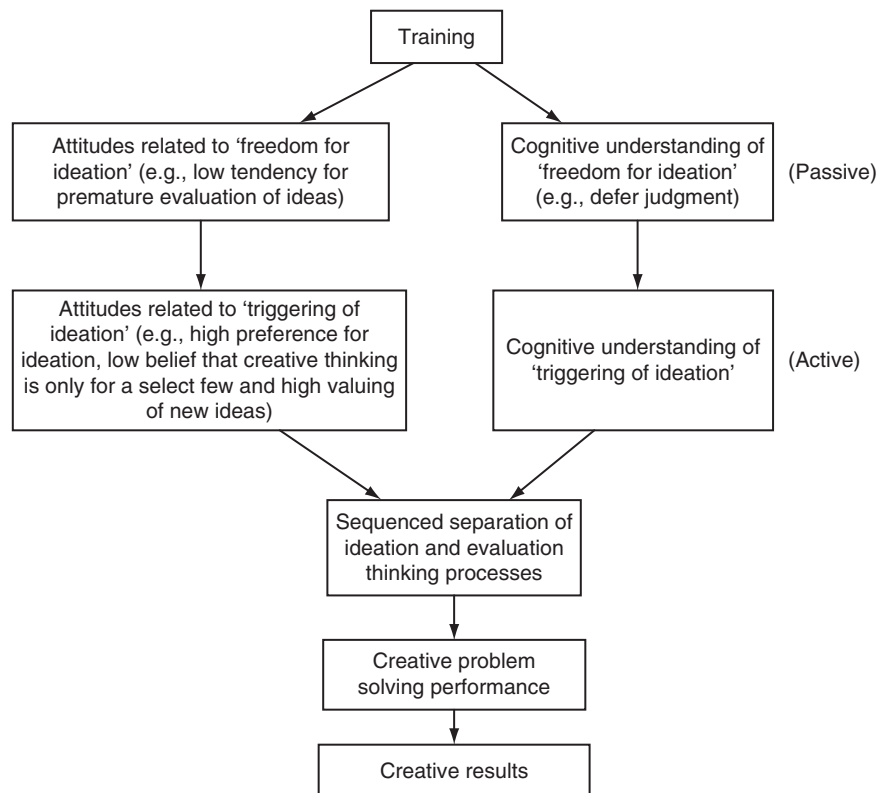 Training
Attitudes related to ‘freedom for
ideation’ (e.g., low tendency for
premature evaluation of ideas)
Cognitive understanding of
‘freedom for ideation’
(e.g., defer judgment)
(Passive)
Attitudes related to ‘triggering of
ideation’ (e.g., high preference for
ideation, low belief that creative thinking
is only for a select few and high valuing
of new ideas)
Cognitive understanding of
‘triggering of ideation’
(Active)
Sequenced separation of
ideation and evaluation
thinking processes
Creative problem
solving performance
Creative results